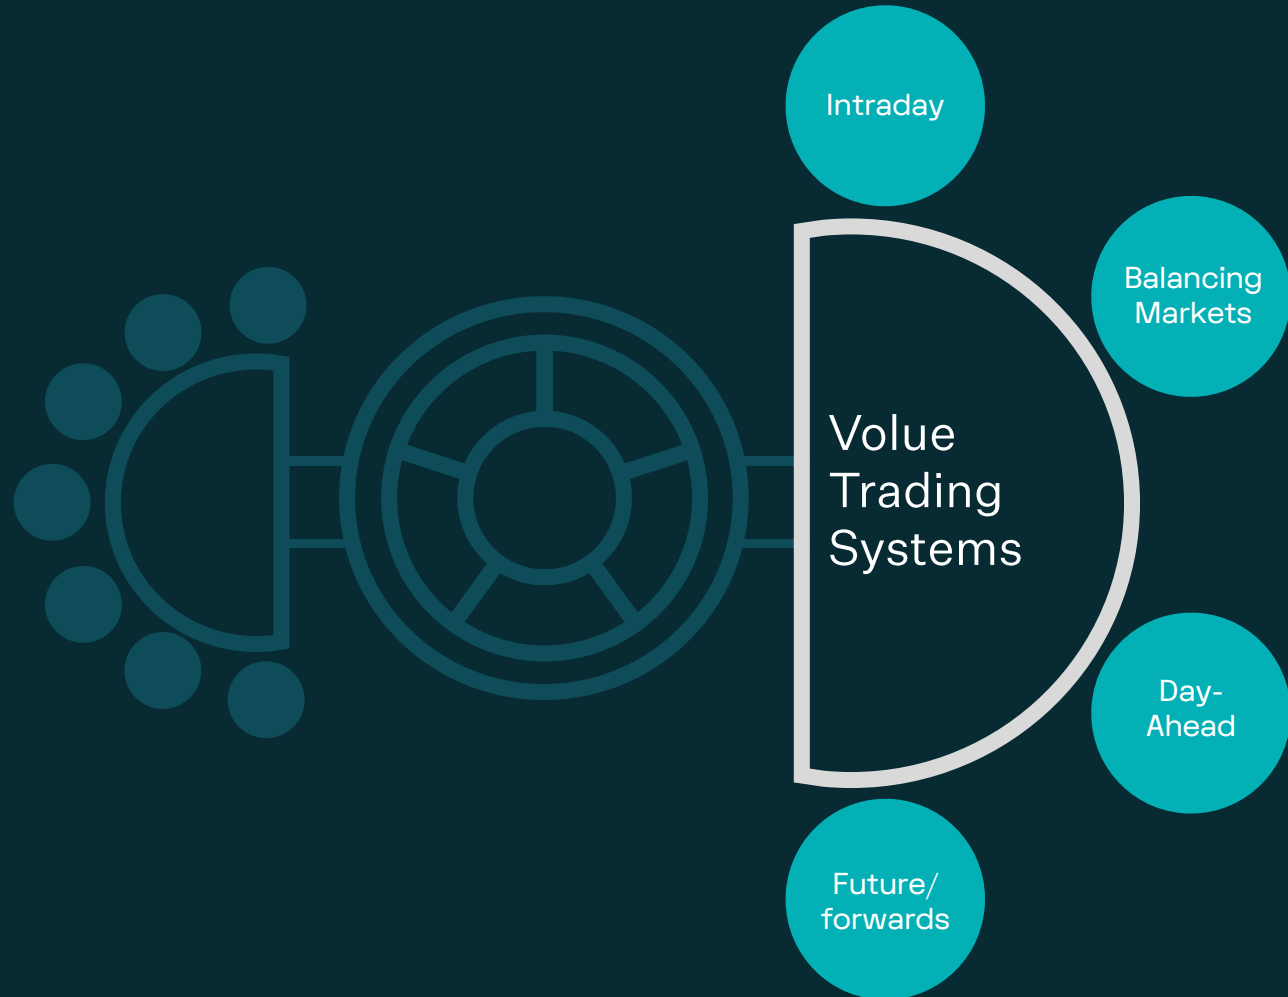 Intraday
Balancing
Markets
Volue
Trading
Systems
Day-
Ahead
Future/
forwards